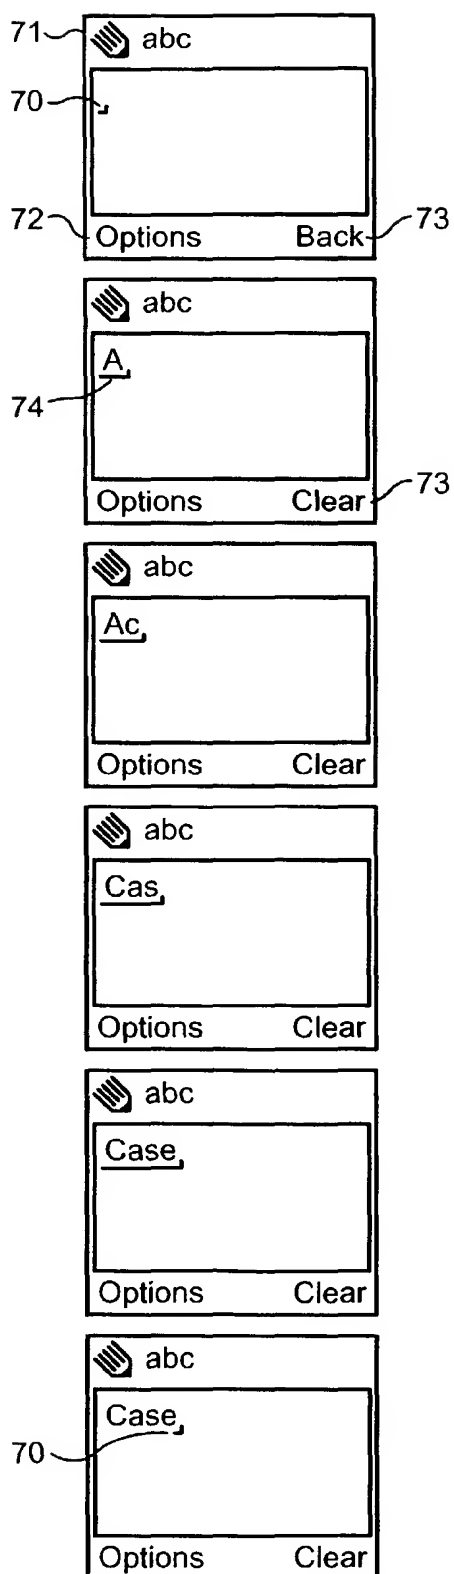 71 abc
70
72 Options Back 73
abc
A
74
Options Clear 73
abc
Ac
Options Clear
abc
Cas
Options Clear
abc
Case
Options Clear
abc
Case
70
Options Clear